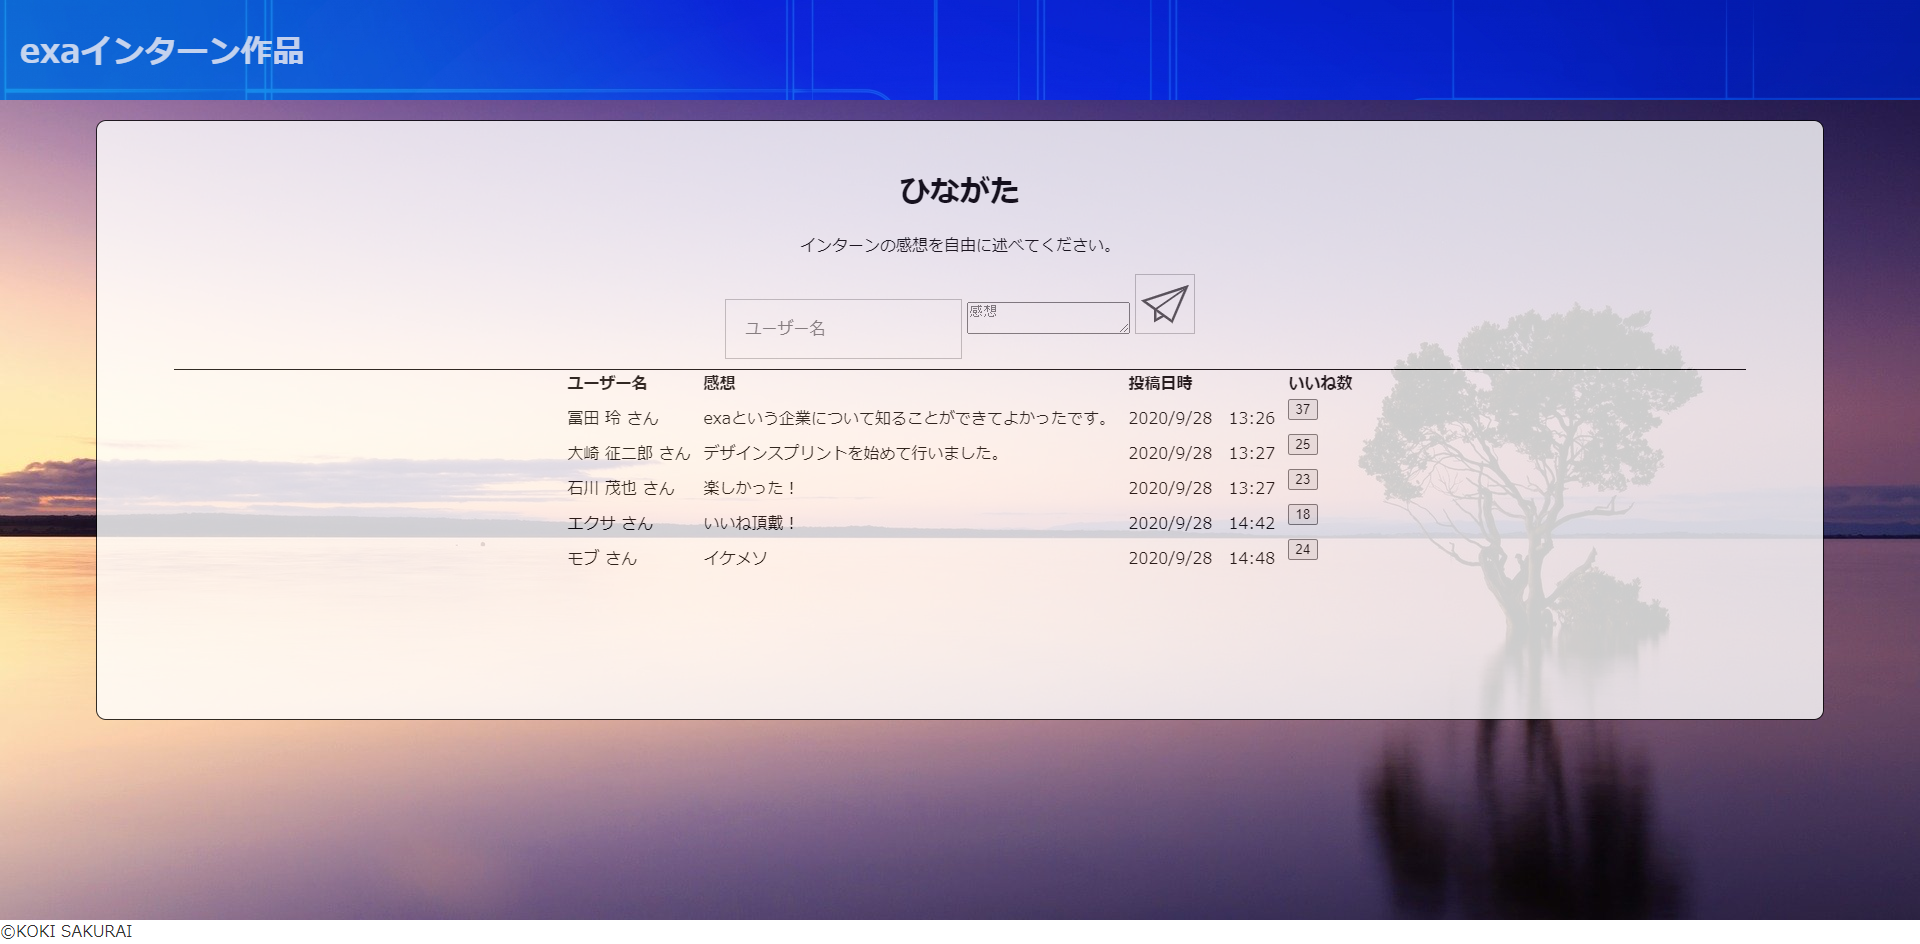 exaインターン作品
ひながた
インターンの感想を自由に述べてください。
ユーザー名 感想
ユーザー名 感想 投稿日時 いいね数
冨田 玲 さん exaという企業について知ることができてよかったです。 2020/9/28 13:26 37
大崎 征二郎 さん デザインスプリントを始めて行いました。 2020/9/28 13:27 25
石川 茂也 さん 楽しかった！ 2020/9/28 13:27 23
エクサ さん いいね頂戴！ 2020/9/28 14:42 18
モブ さん イケメソ 2020/9/28 14:48 24
©KOKI SAKURAI